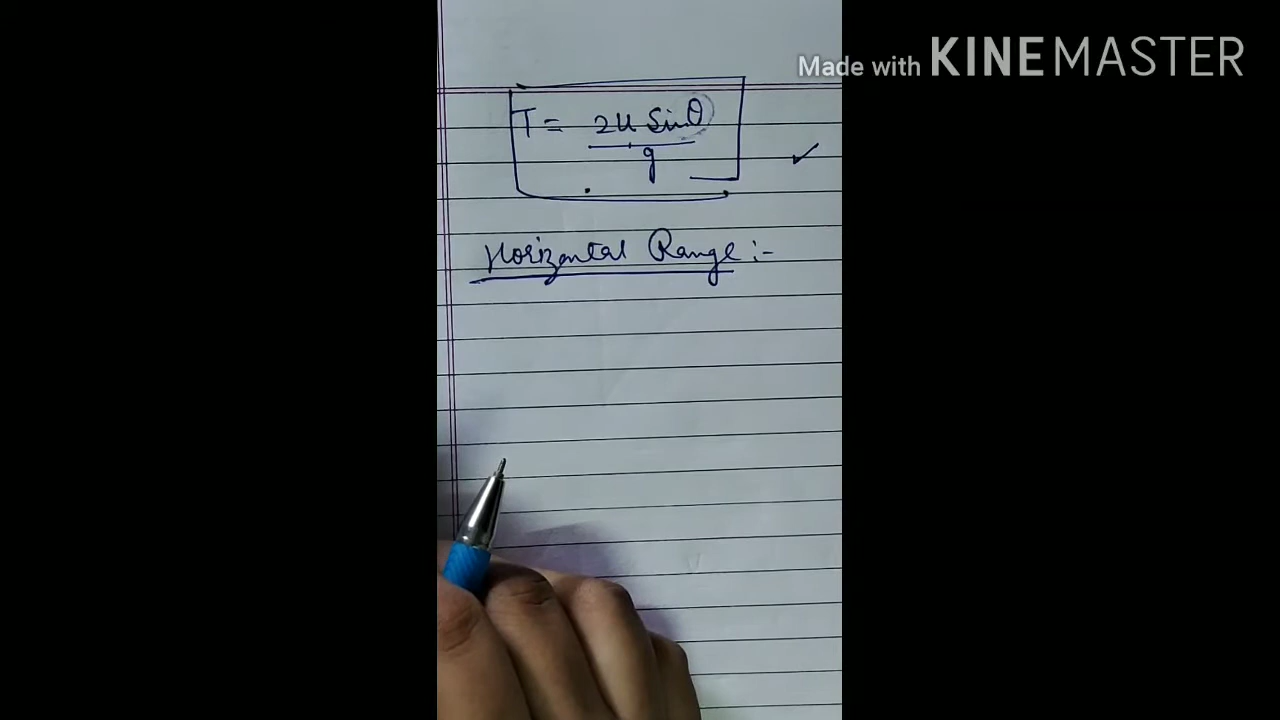 Made with KINEMASTER
T = 2u Sinθ
g
Horizontal Range :-